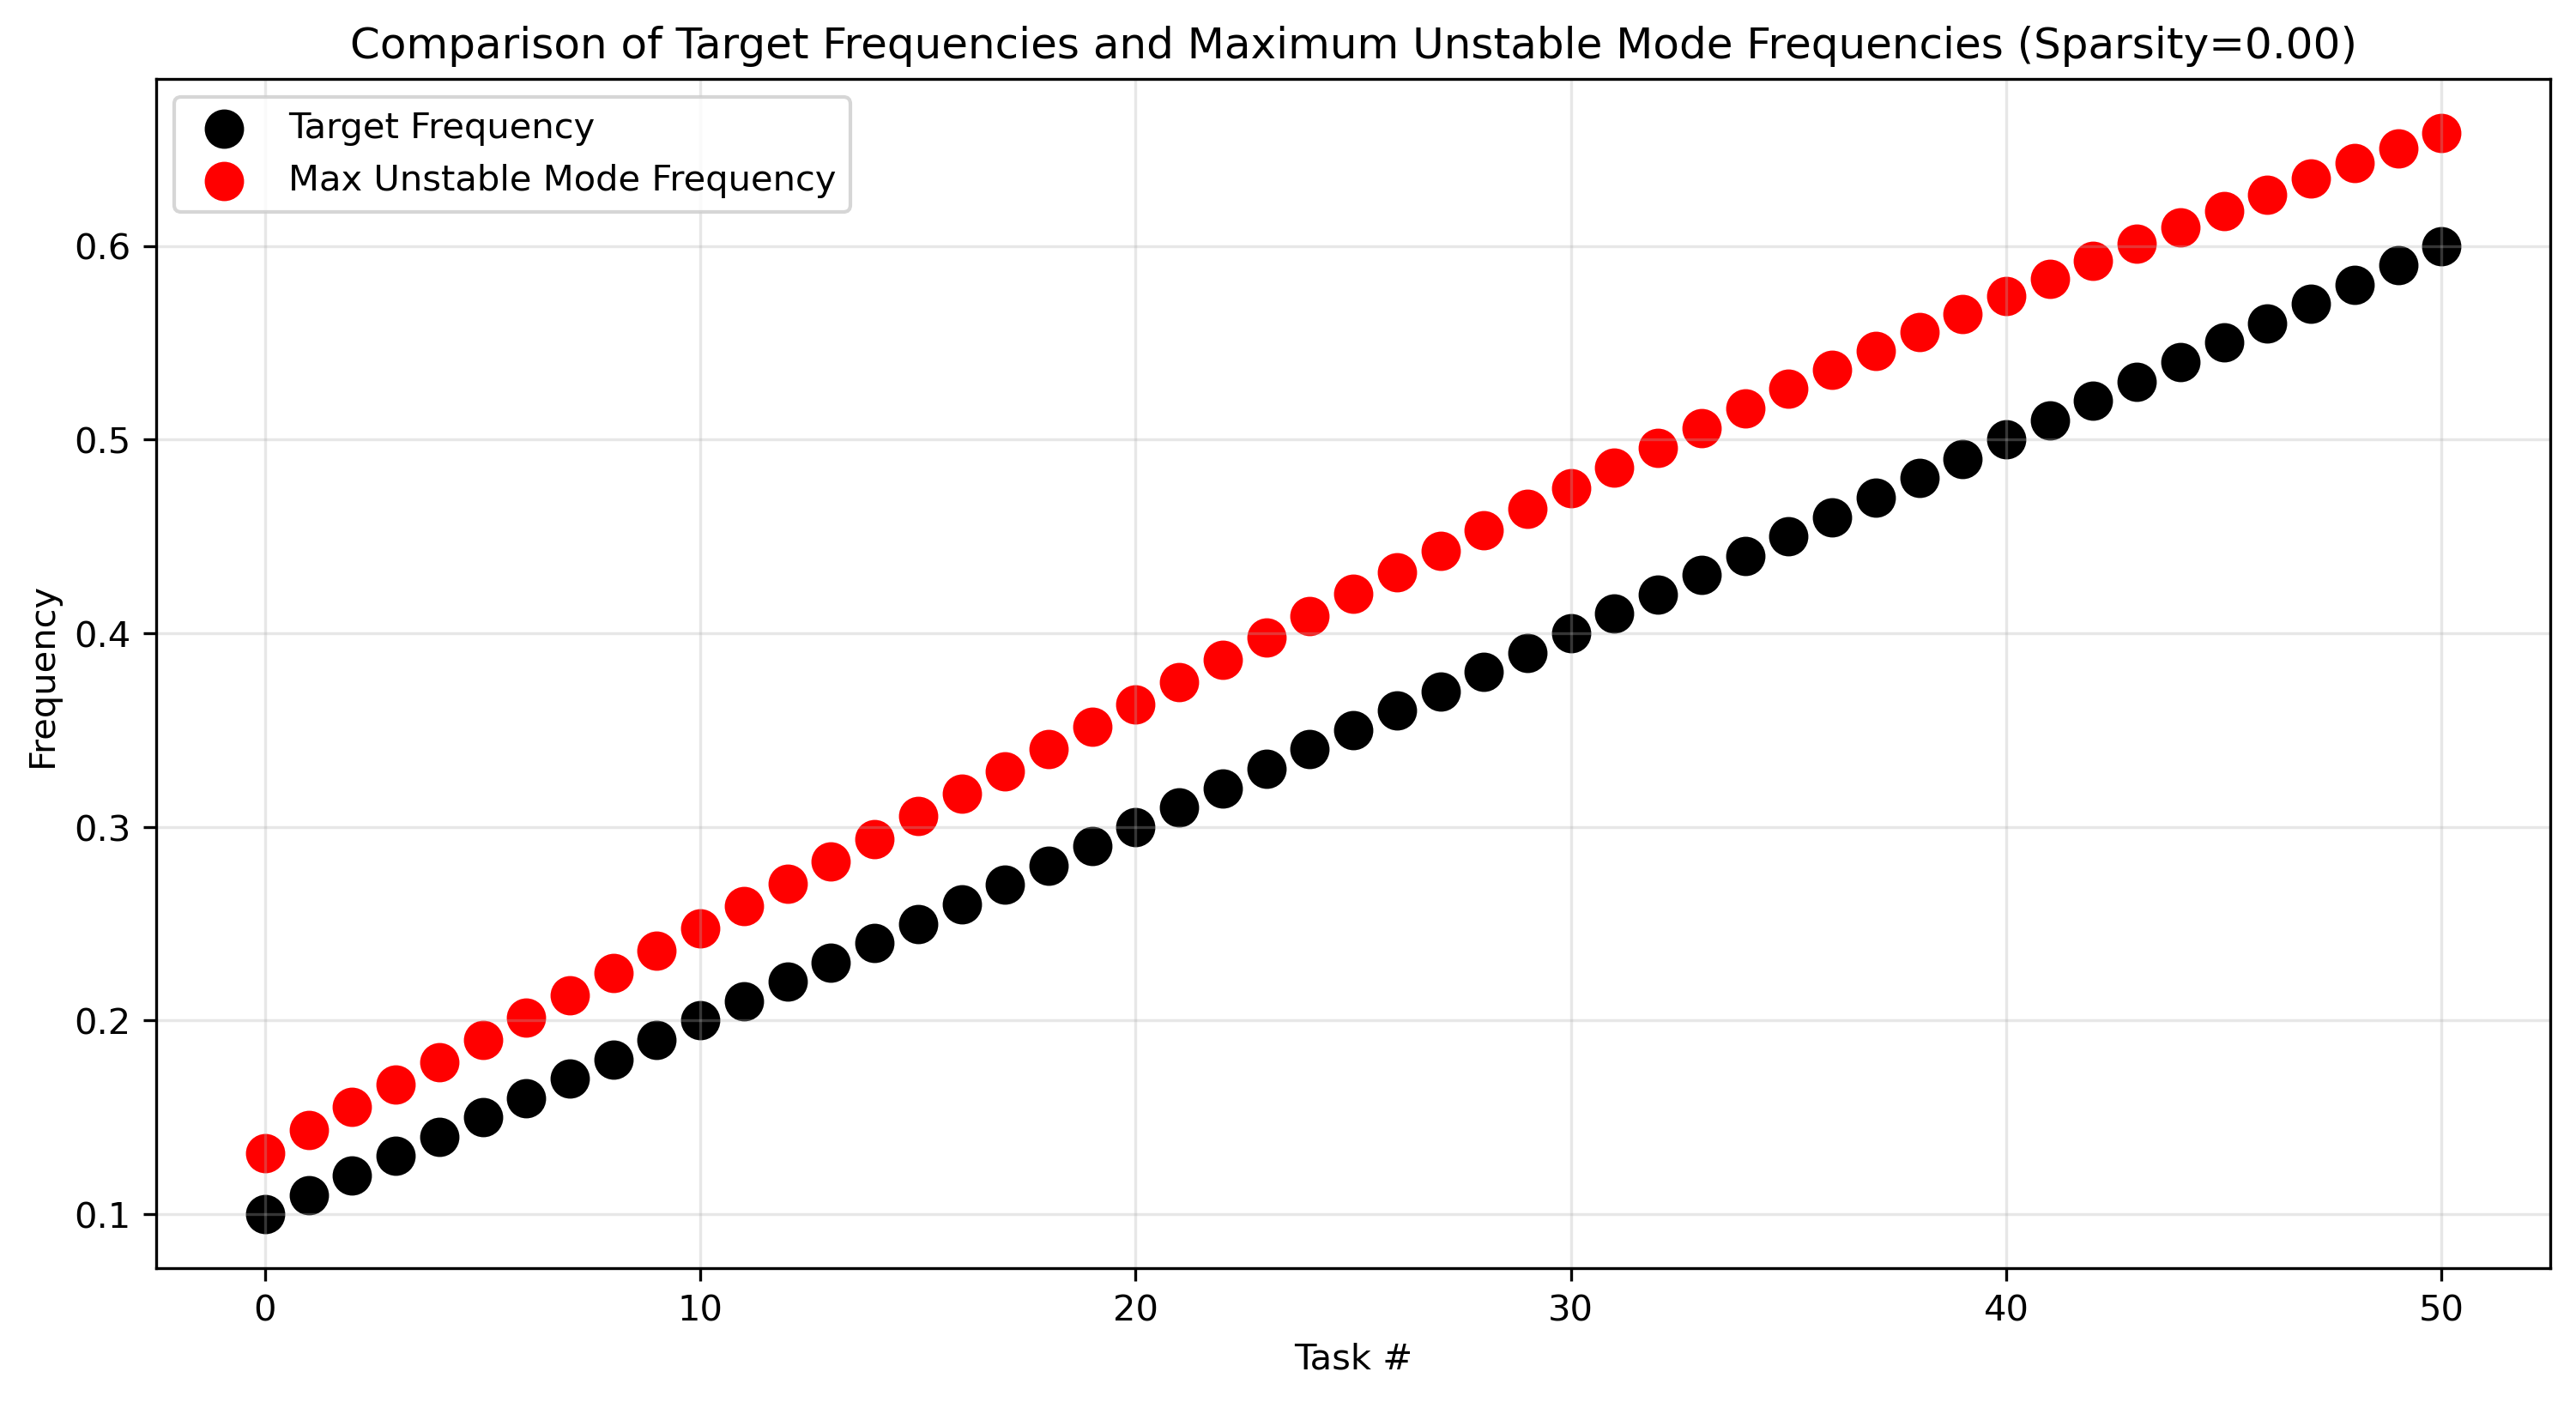 Comparison of Target Frequencies and Maximum Unstable Mode Frequencies (Sparsity=0.00)
Target Frequency
Max Unstable Mode Frequency
Frequency
0.6
0.5
0.4
0.3
0.2
0.1
0 10 20 30 40 50
Task #